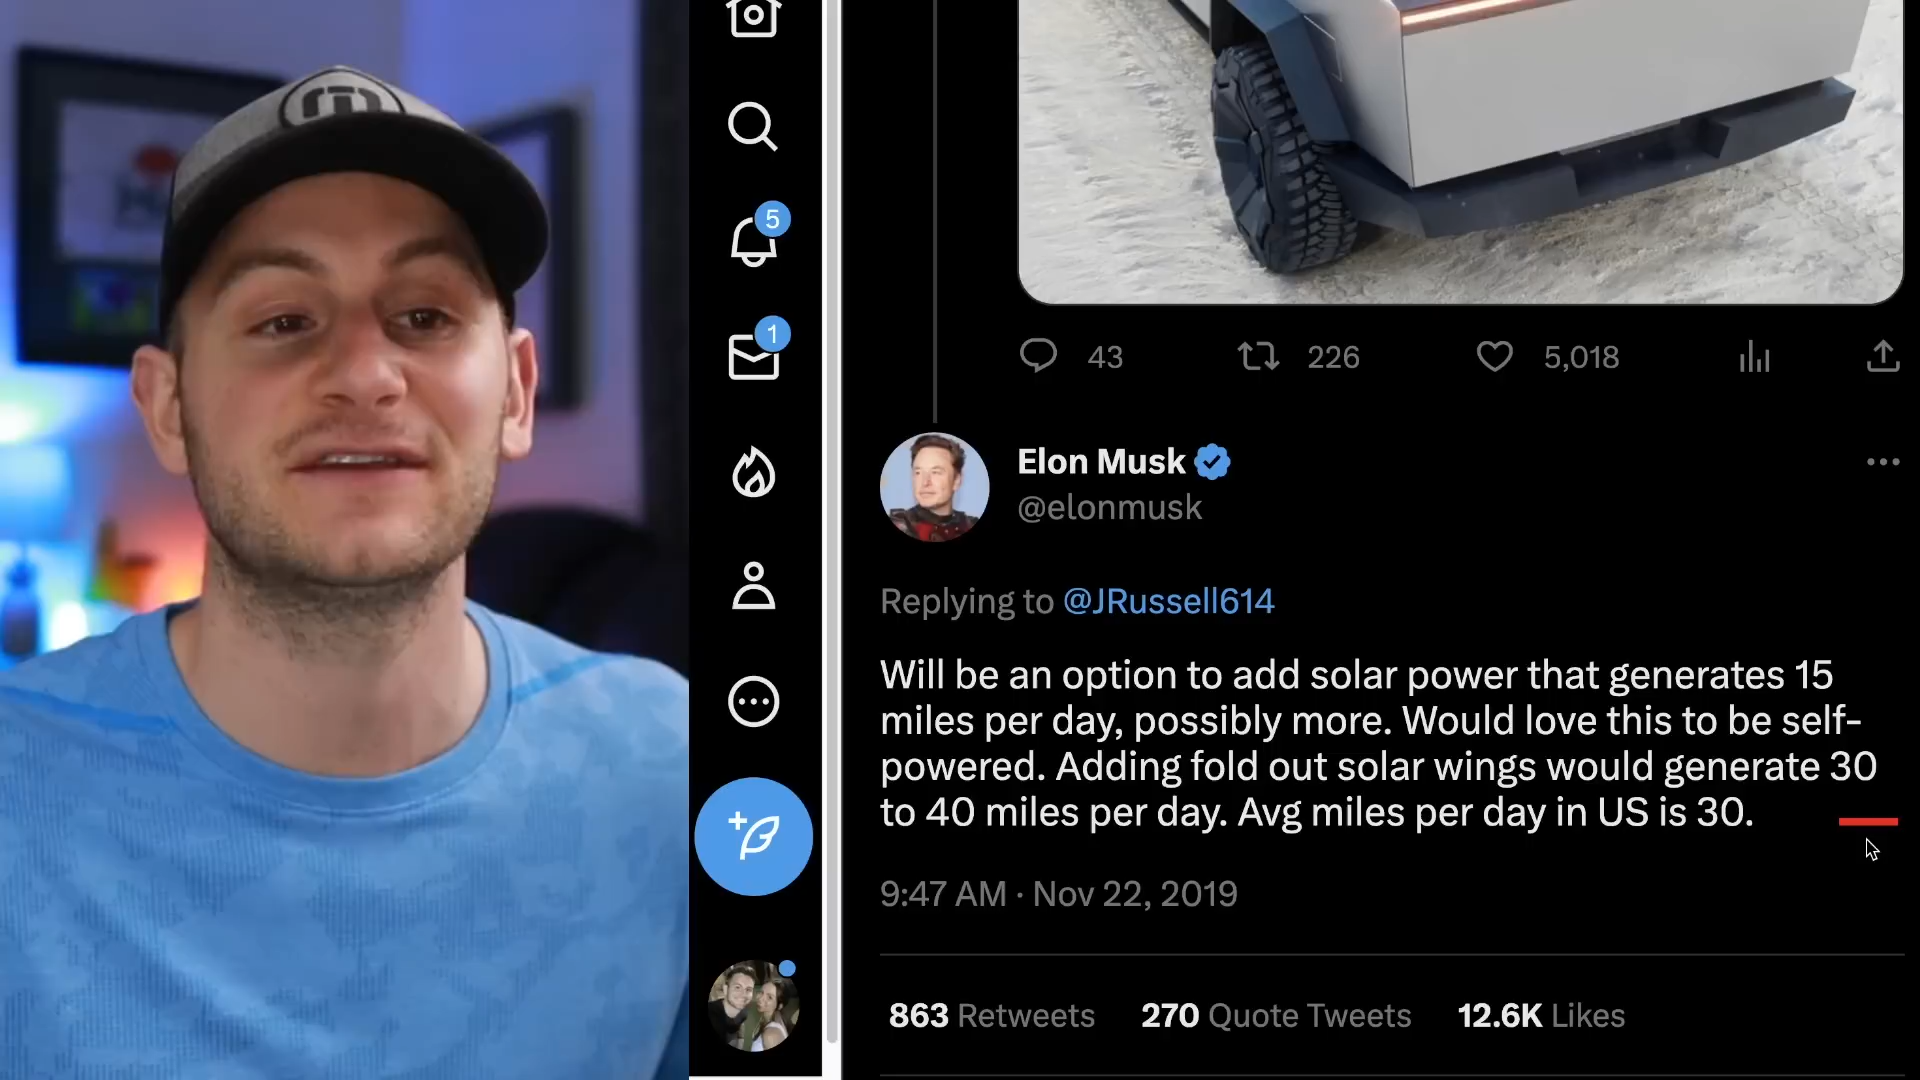 5
1
43 226 5,018
Elon Musk
@elonmusk
Replying to @JRussell614
Will be an option to add solar power that generates 15
miles per day, possibly more. Would love this to be self-
powered. Adding fold out solar wings would generate 30
to 40 miles per day. Avg miles per day in US is 30.
9:47 AM · Nov 22, 2019
863 Retweets 270 Quote Tweets 12.6K Likes